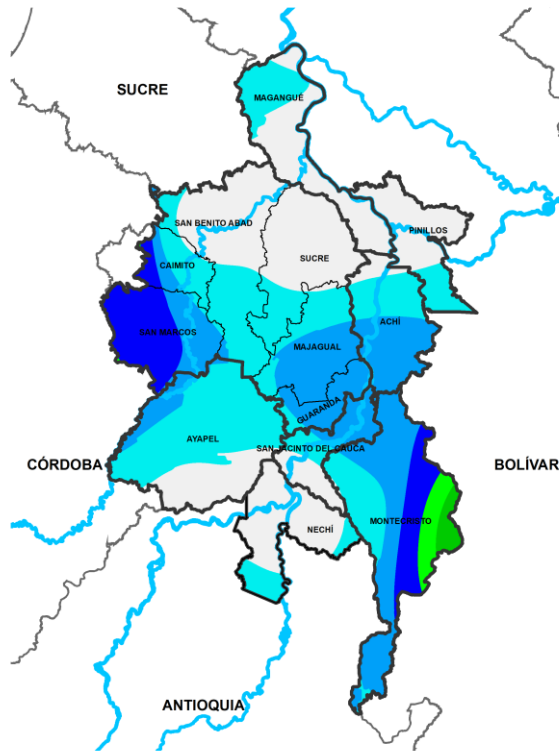 SUCRE
MAGANGUÉ
SAN BENITO ABAD
PINILLOS
SUCRE
CAIMITO
SAN MARCOS
ACHÍ
MAJAGUAL
GUARANDA
AYAPEL
SAN JACINTO DEL CAUCA
CÓRDOBA
BOLÍVAR
MONTECRISTO
NECHÍ
ANTIOQUIA